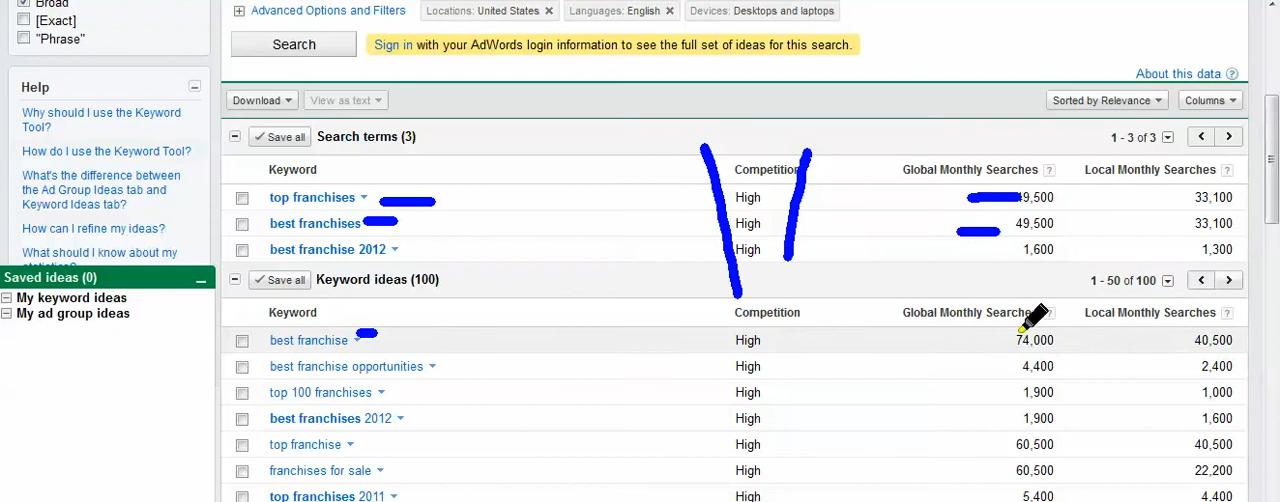 Broad
[Exact]
"Phrase"
Advanced Options and Filters
Locations: United States
Languages: English
Devices: Desktops and laptops
Search
Sign in with your AdWords login information to see the full set of ideas for this search.
About this data ?
Help
Why should I use the Keyword
Tool?
How do I use the Keyword Tool?
What's the difference between
the Ad Group Ideas tab and
Keyword Ideas tab?
How can I refine my ideas?
What should I know about my
statistics?
Saved ideas (0)
My keyword ideas
My ad group ideas
Download
View as text
Sorted by Relevance
Columns
Save all Search terms (3) 1 - 3 of 3
Keyword Competition Global Monthly Searches ? Local Monthly Searches ?
top franchises High 49,500 33,100
best franchises High 49,500 33,100
best franchise 2012 High 1,600 1,300
Save all Keyword ideas (100) 1 - 50 of 100
Keyword Competition Global Monthly Searches ? Local Monthly Searches ?
best franchise High 74,000 40,500
best franchise opportunities High 4,400 2,400
top 100 franchises High 1,900 1,000
best franchises 2012 High 1,900 1,600
top franchise High 60,500 40,500
franchises for sale High 60,500 22,200
top franchises 2011 High 5,400 4,400